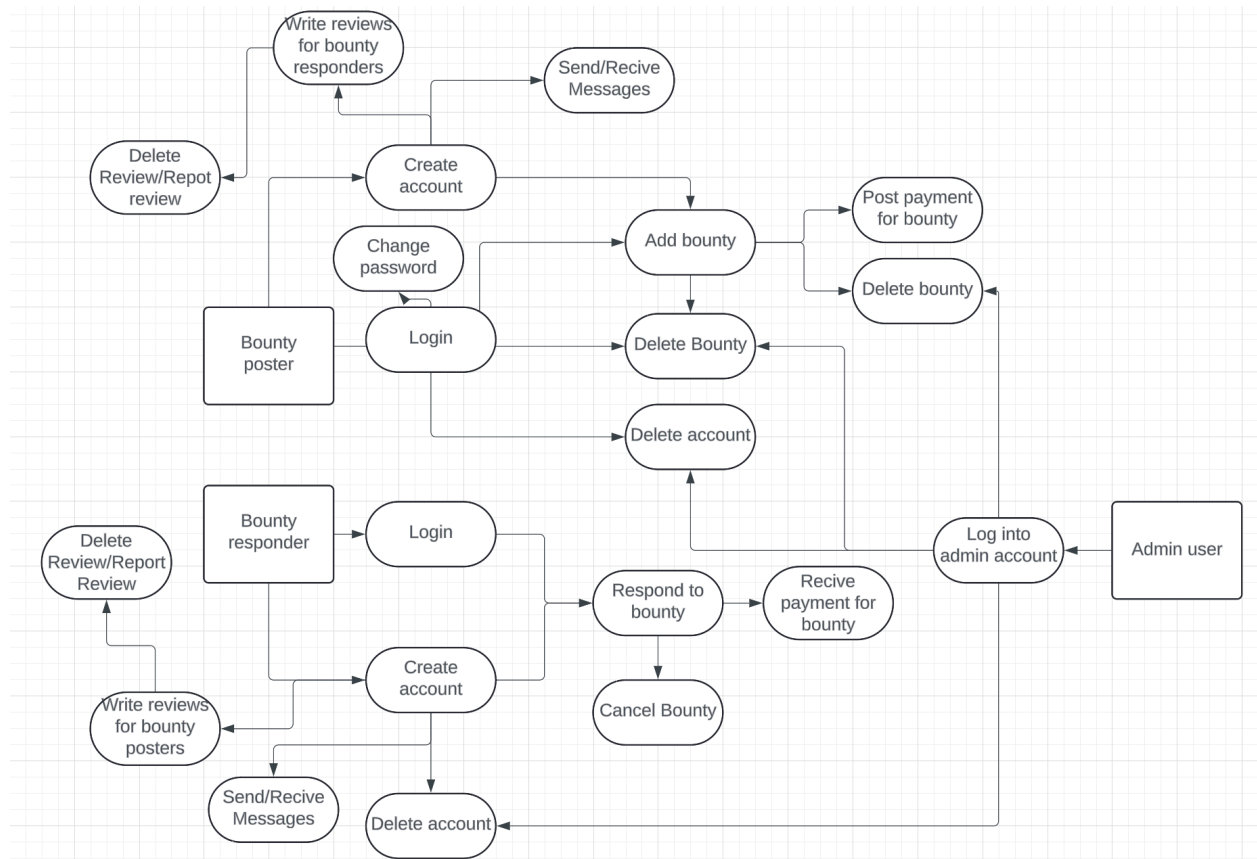 Write reviews
for bounty
responders
Send/Recive
Messages
Delete
Review/Repot
review
Create
account
Post payment
for bounty
Change
password
Add bounty
Delete bounty
Bounty
poster
Login
Delete Bounty
Delete account
Bounty
responder
Login
Delete
Review/Report
Review
Log into
admin account
Admin user
Respond to
bounty
Recive
payment for
bounty
Create
account
Write reviews
for bounty
posters
Cancel Bounty
Send/Recive
Messages
Delete account